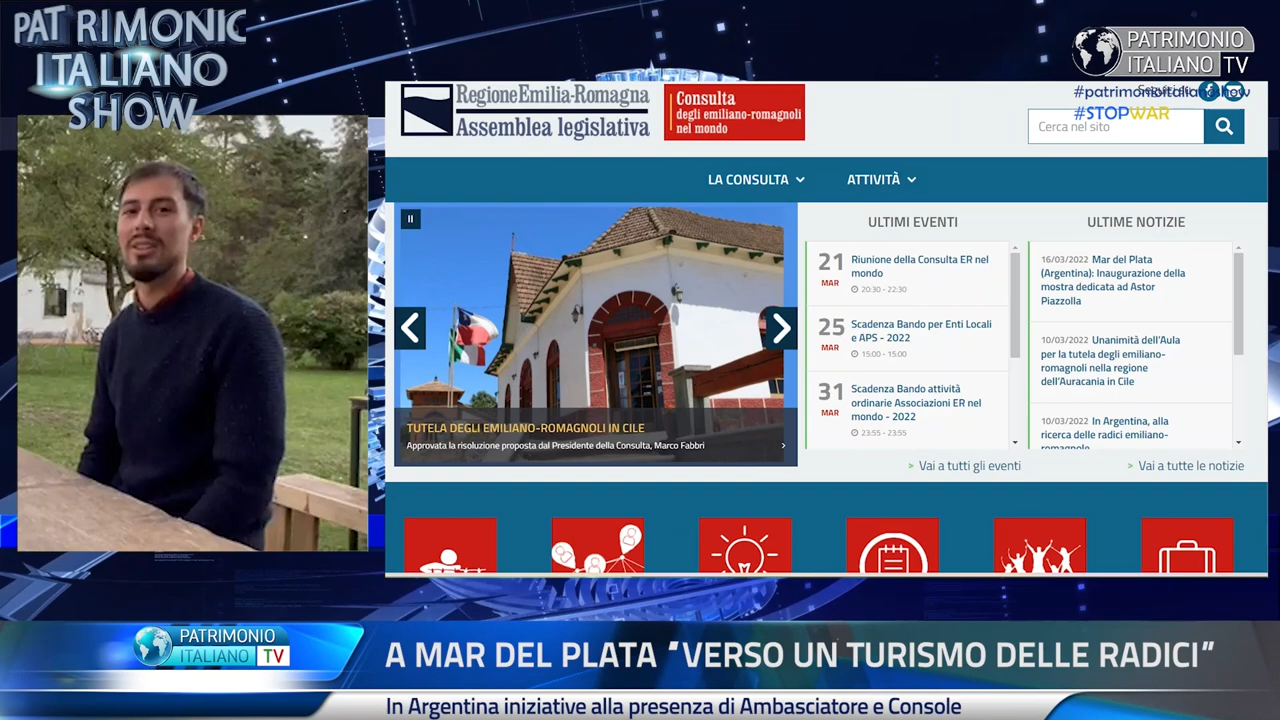 PATRIMONIO
ITALIANO
SHOW
PATRIMONIO
ITALIANO TV
#patrimonioitalianoshow
#STOPWAR
RegioneEmilia-Romagna
Assemblea legislativa
Consulta
degli emiliano-romagnoli
nel mondo
Cerca nel sito
LA CONSULTA
ATTIVITÀ
TUTELA DEGLI EMILIANO-ROMAGNOLI IN CILE
Approvata la risoluzione proposta dal Presidente della Consulta, Marco Fabbri
ULTIMI EVENTI
21
MAR
Riunione della Consulta ER nel
mondo
20:30 - 22:30
25
MAR
Scadenza Bando per Enti Locali
e APS - 2022
15:00 - 15:00
31
MAR
Scadenza Bando attività
ordinarie Associazioni ER nel
mondo - 2022
23:55 - 23:55
> Vai a tutti gli eventi
ULTIME NOTIZIE
16/03/2022 Mar del Plata
(Argentina): Inaugurazione della
mostra dedicata ad Astor
Piazzolla
10/03/2022 Unanimità dell'Aula
per la tutela degli emiliano-
romagnoli nella regione
dell'Auracania in Cile
10/03/2022 In Argentina, alla
ricerca delle radici emiliano-
romagnole
> Vai a tutte le notizie
PATRIMONIO
ITALIANO TV
A MAR DEL PLATA "VERSO UN TURISMO DELLE RADICI"
In Argentina iniziative alla presenza di Ambasciatore e Console